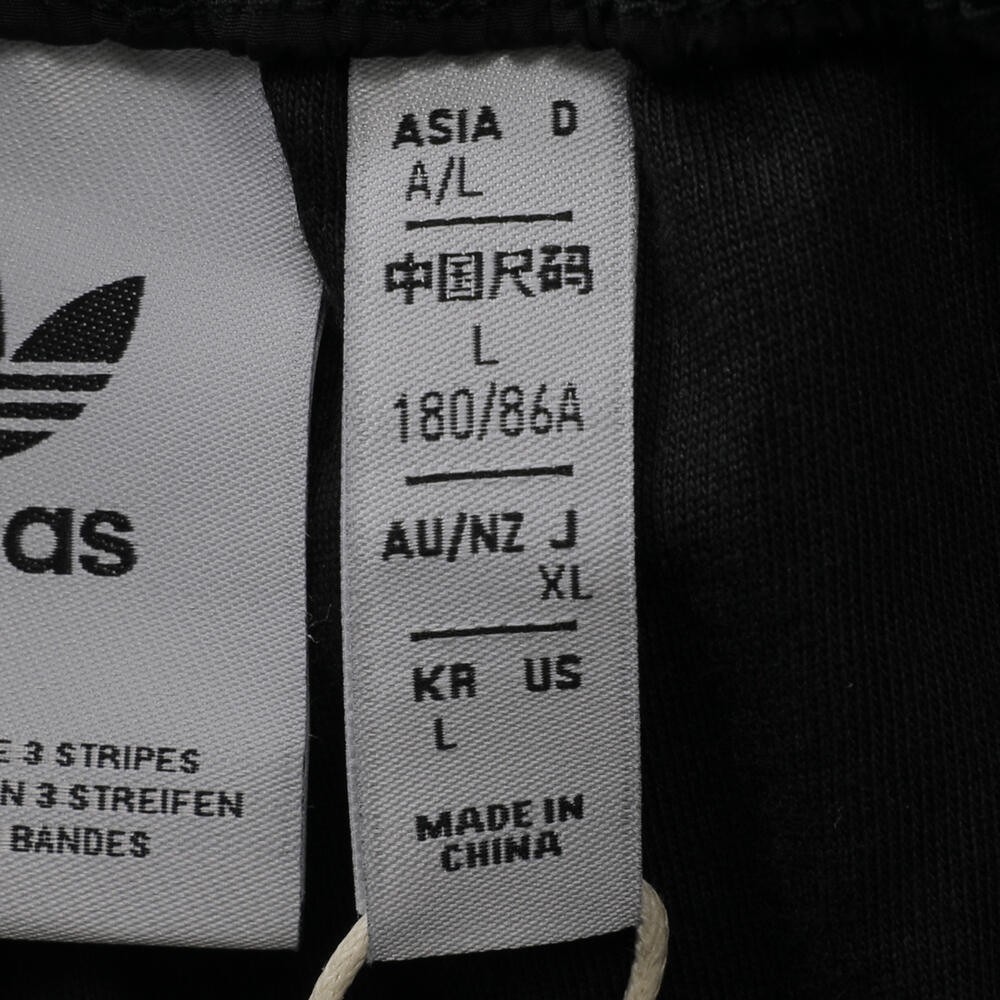 as
E 3 STRIPES
N 3 STREIFEN
BANDES
ASIA D
A/L
中国尺码
L
180/86A
AU/NZ J
XL
KR US
L
MADE IN
CHINA